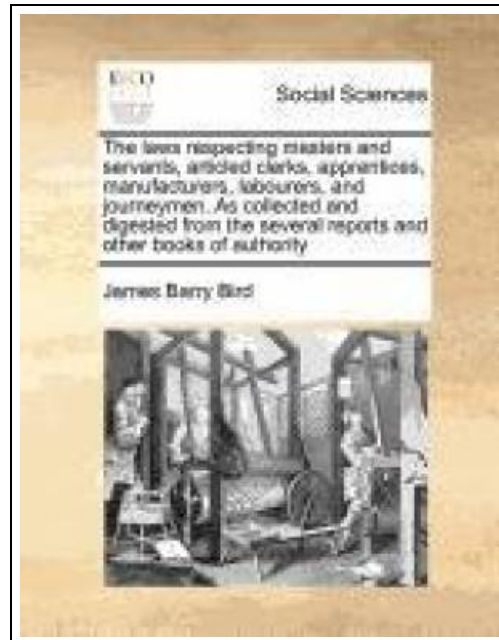 ECCO
Social Sciences
The laws respecting masters and
servants, articled clerks, apprentices,
manufacturers, labourers, and
journeymen. As collected and
digested from the several reports and
other books of authority
James Barry Bird